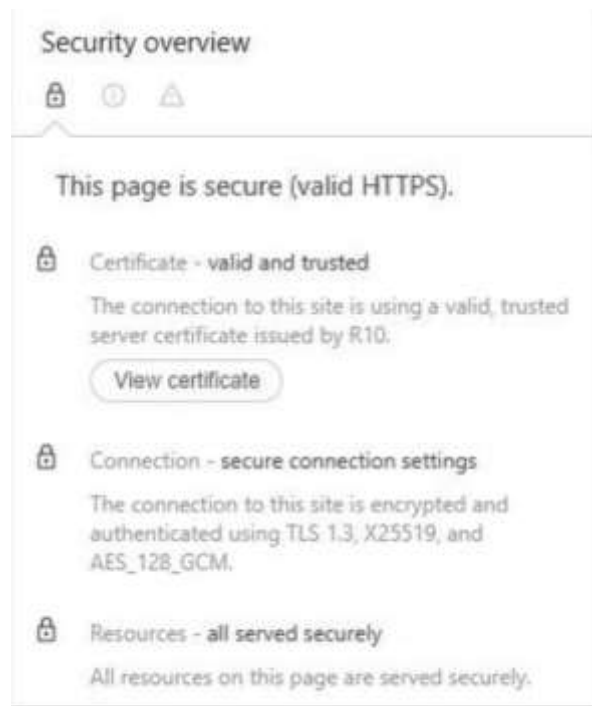 Security overview
This page is secure (valid HTTPS).
Certificate - valid and trusted
The connection to this site is using a valid, trusted
server certificate issued by R10.
View certificate
Connection - secure connection settings
The connection to this site is encrypted and
authenticated using TLS 1.3, X25519, and
AES_128_GCM.
Resources - all served securely
All resources on this page are served securely.